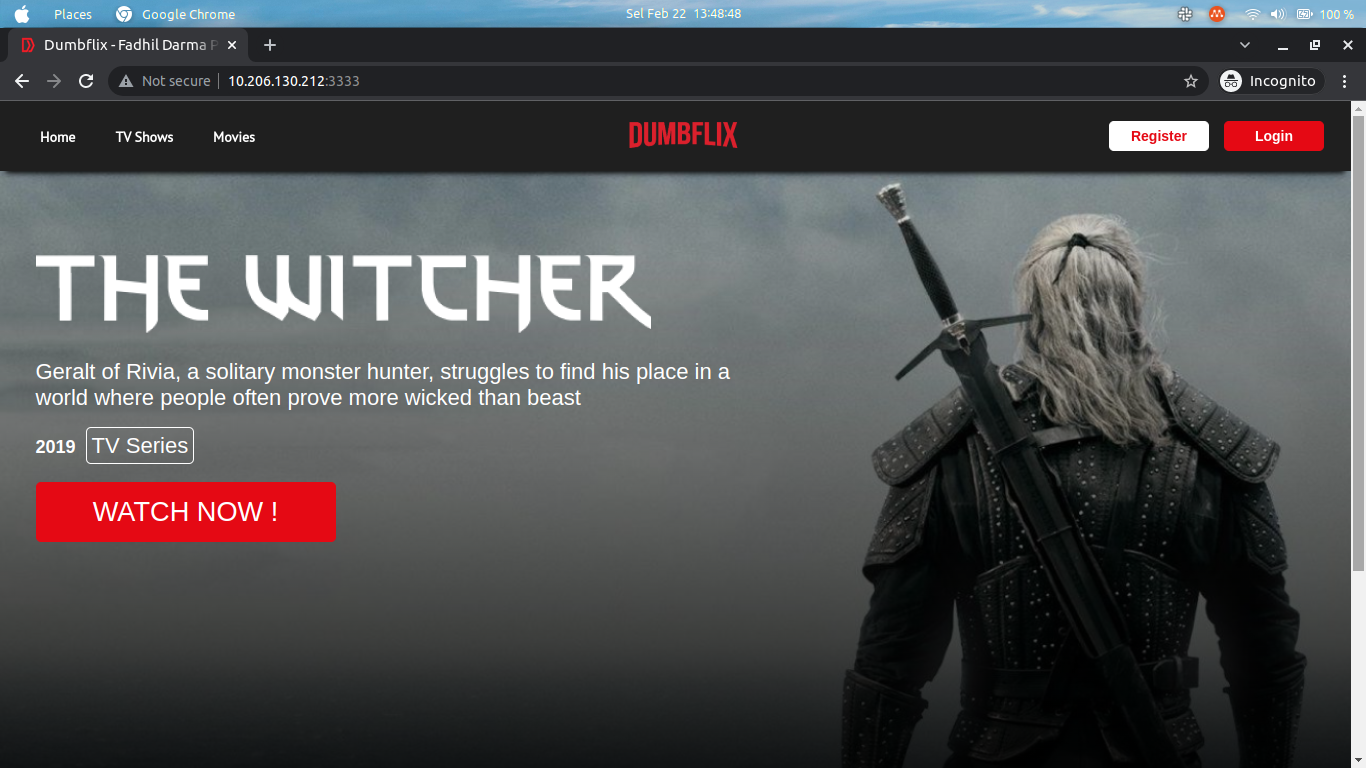 Places Google Chrome Sel Feb 22 13:48:48 100 %
Dumbflix - Fadhil Darma
Not secure 10.206.130.212:3333 Incognito
Home TV Shows Movies DUMBFLIX Register Login
THE WITCHER
Geralt of Rivia, a solitary monster hunter, struggles to find his place in a
world where people often prove more wicked than beast
2019 TV Series
WATCH NOW !